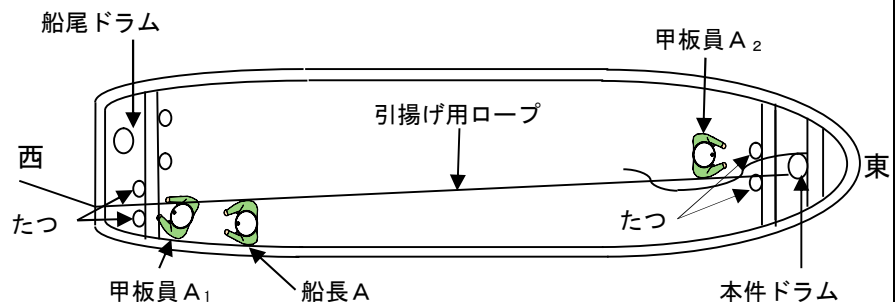 船尾ドラム
甲板員Ａ₂
引揚げ用ロープ
西
東
たつ
たつ
甲板員Ａ₁
船長Ａ
本件ドラム